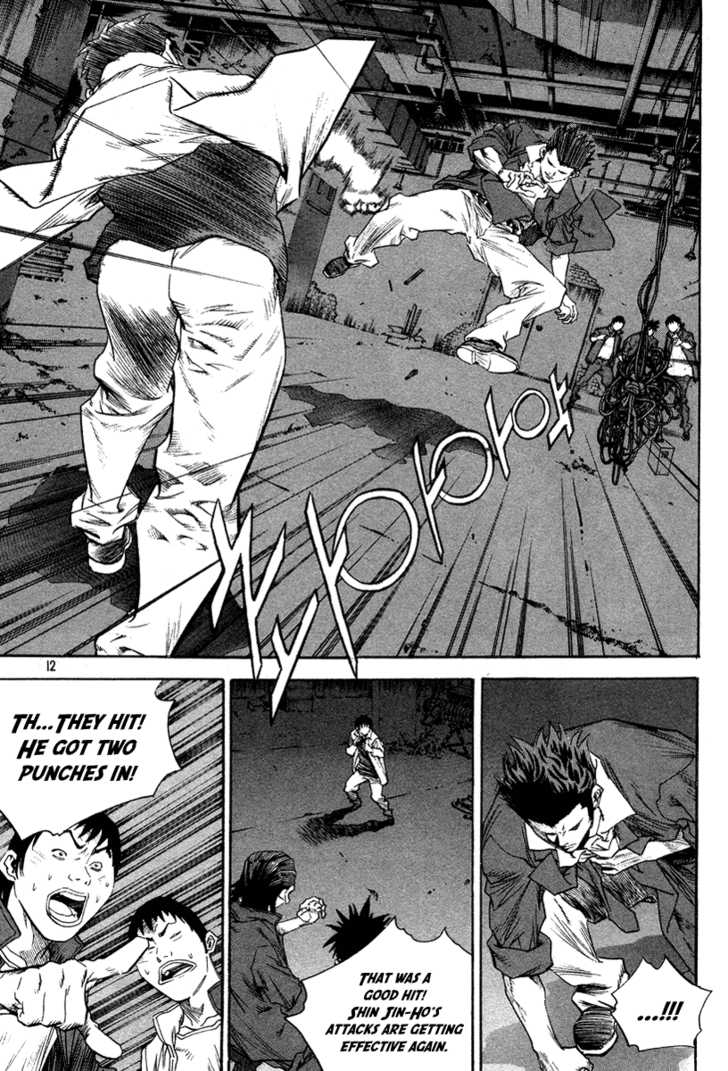 12
TH...THEY HIT!
HE GOT TWO
PUNCHES IN!
THAT WAS A
GOOD HIT!
SHIN JIN-HO'S
ATTACKS ARE GETTING
EFFECTIVE AGAIN.
...!!!